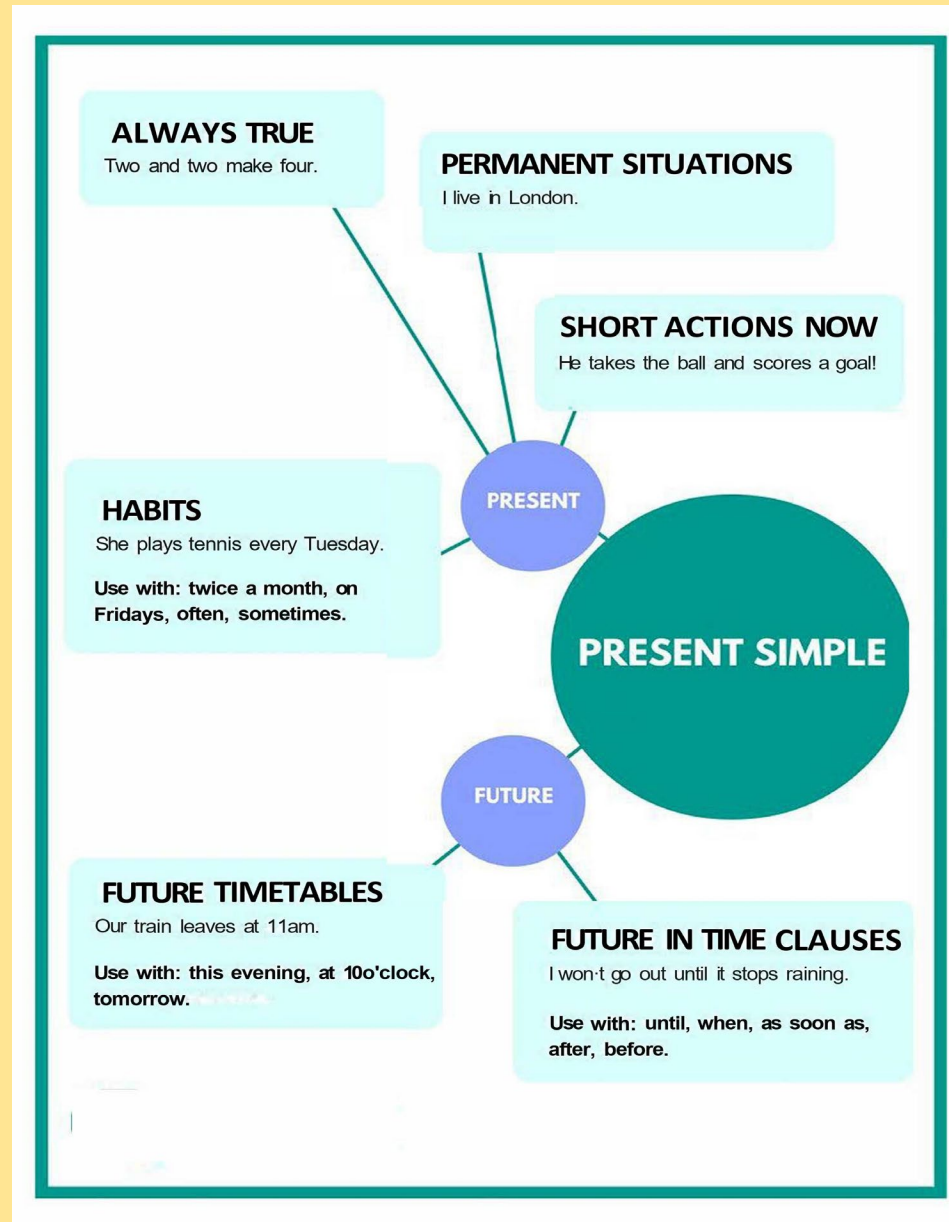 ALWAYS TRUE
Two and two make four.
PERMANENT SITUATIONS
I live in London.
SHORT ACTIONS NOW
He takes the ball and scores a goal!
PRESENT
HABITS
She plays tennis every Tuesday.
Use with: twice a month, on
Fridays, often, sometimes.
PRESENT SIMPLE
FUTURE
FUTURE TIMETABLES
Our train leaves at 11am.
Use with: this evening, at 10o'clock,
tomorrow.
FUTURE IN TIME CLAUSES
I won·t go out until it stops raining.
Use with: until, when, as soon as,
after, before.